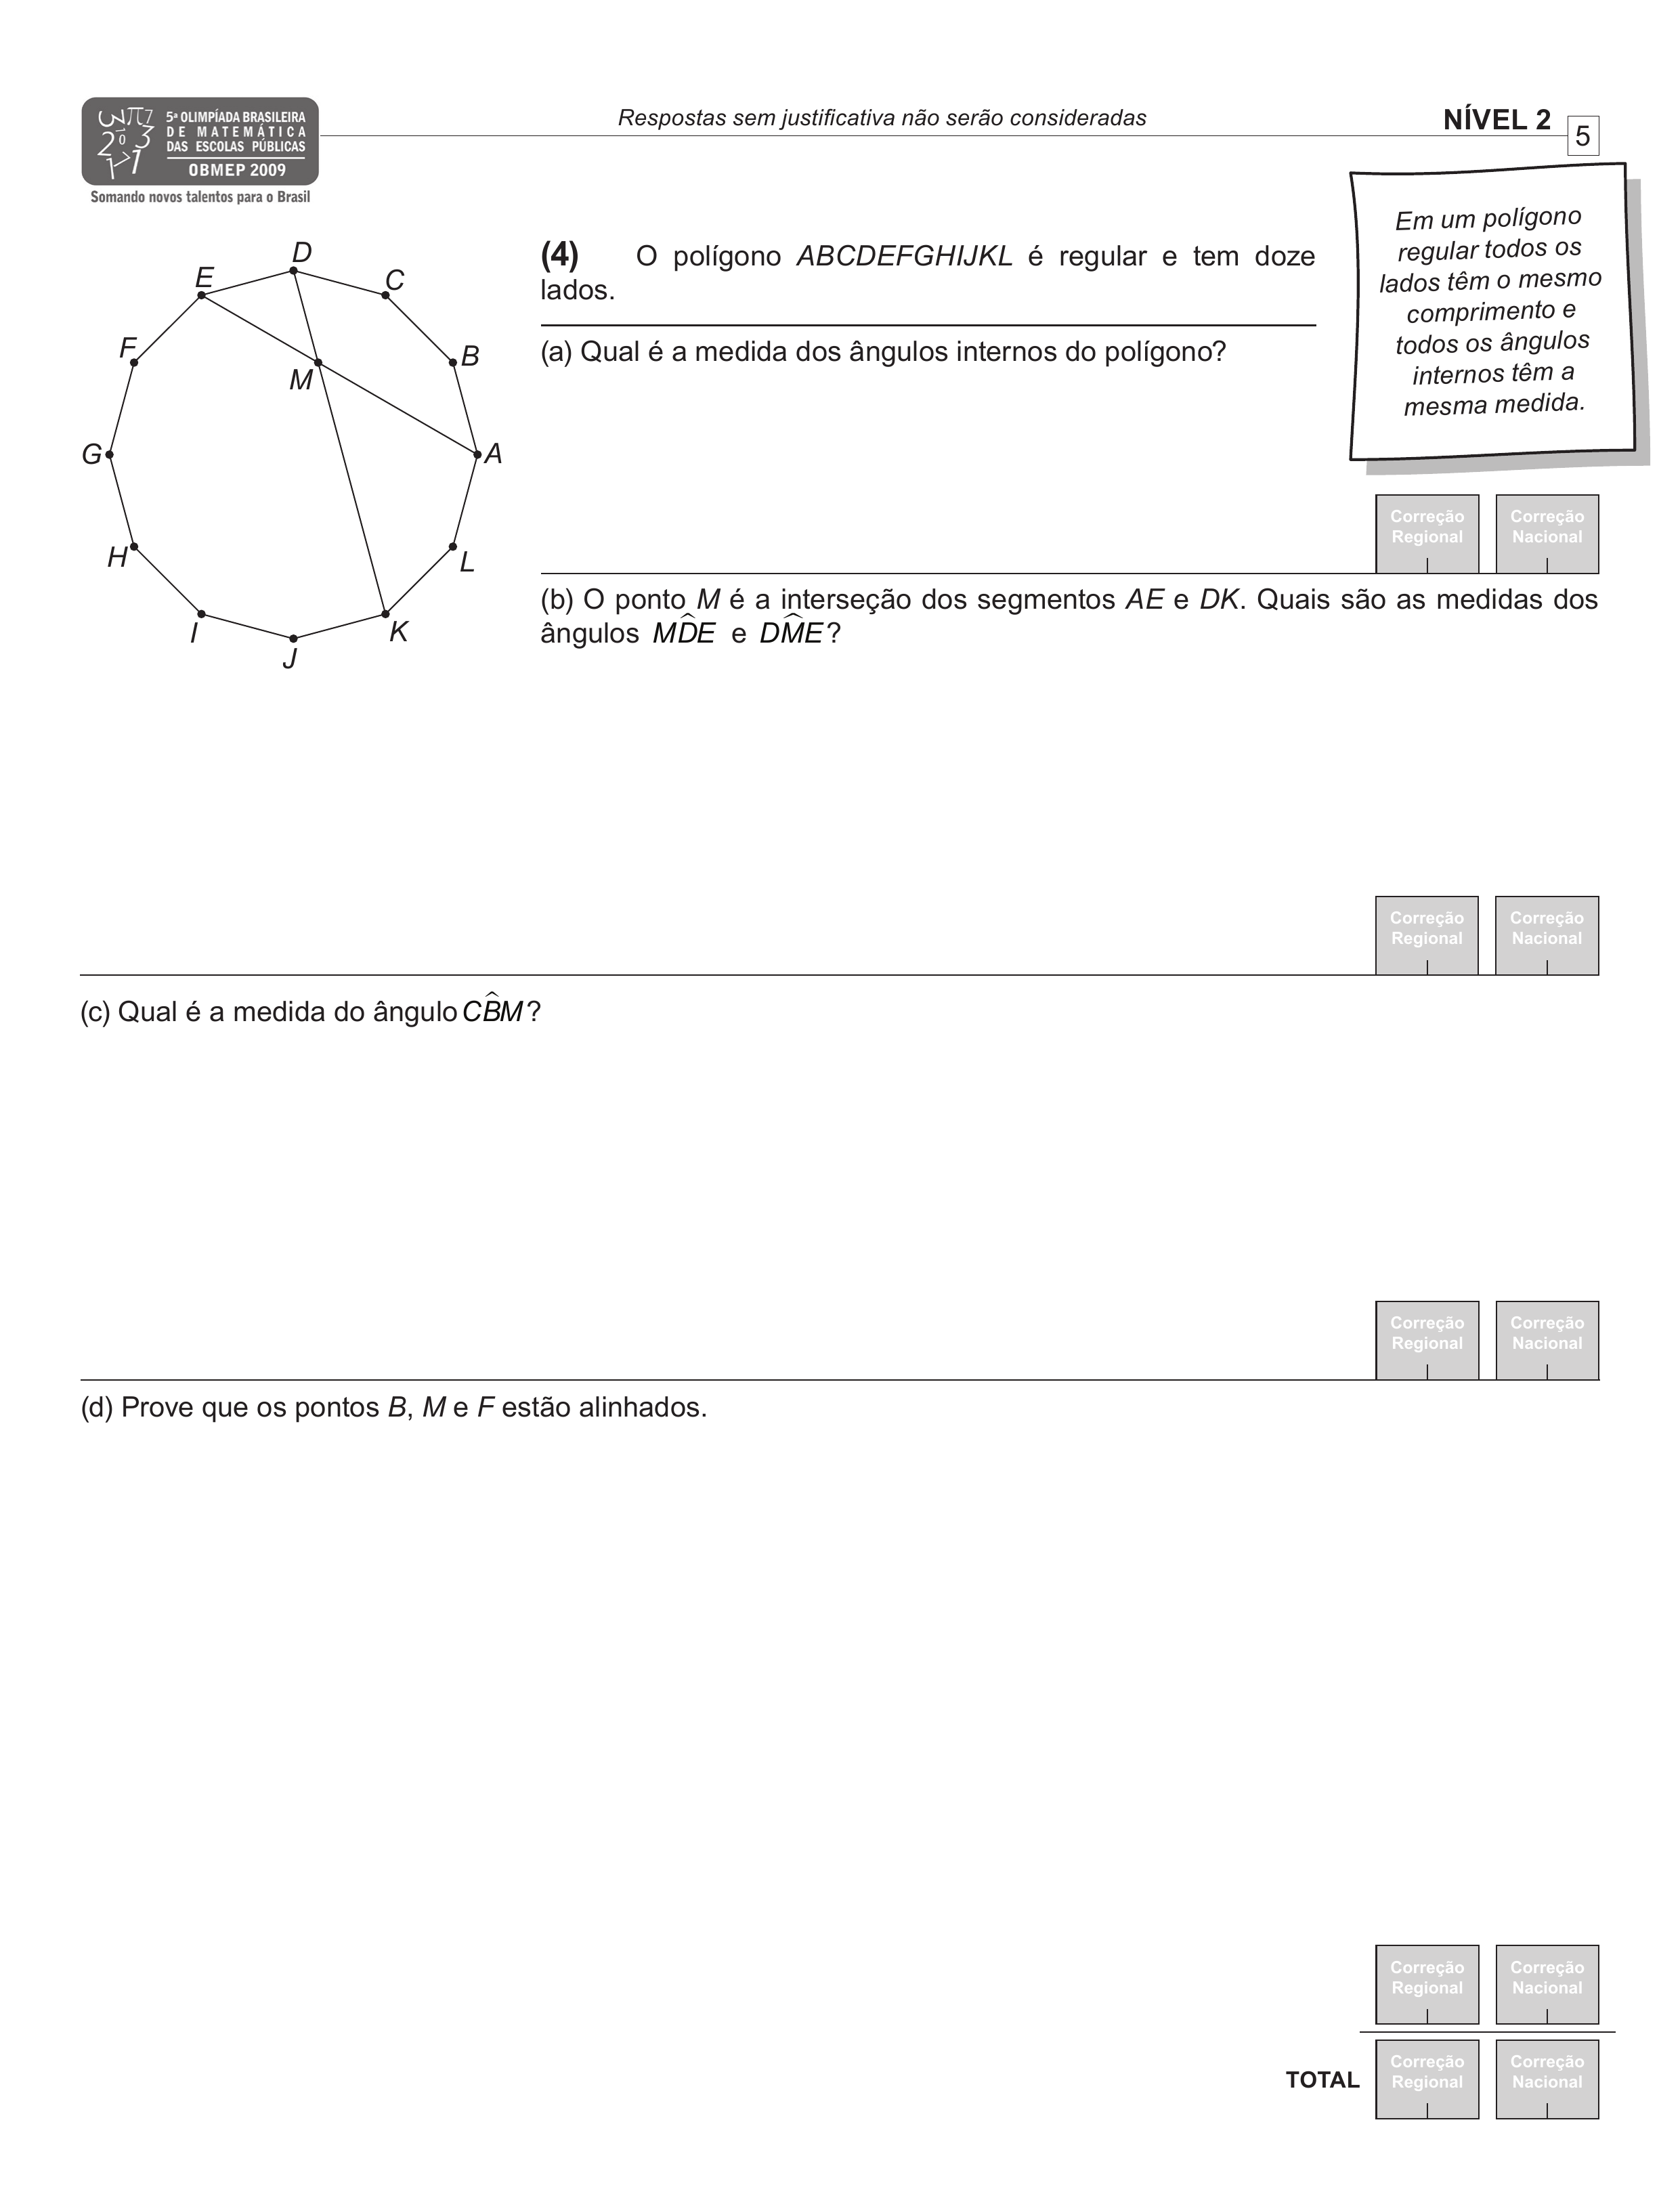 5ª OLIMPÍADA BRASILEIRA
DE MATEMÁTICA
DAS ESCOLAS PÚBLICAS
OBMEP 2009
Somando novos talentos para o Brasil
Respostas sem justificativa não serão consideradas
NÍVEL 2
5
Em um polígono
regular todos os
lados têm o mesmo
comprimento e
todos os ângulos
internos têm a
mesma medida.
D
E
C
F
B
M
G
A
H
L
I
K
J
(4) O polígono ABCDEFGHIJKL é regular e tem doze
lados.
(a) Qual é a medida dos ângulos internos do polígono?
Correção Regional
Correção Nacional
(b) O ponto M é a interseção dos segmentos AE e DK. Quais são as medidas dos
ângulos MD̂E e DM̂E?
Correção Regional
Correção Nacional
(c) Qual é a medida do ângulo CB̂M?
Correção Regional
Correção Nacional
(d) Prove que os pontos B, M e F estão alinhados.
Correção Regional
Correção Nacional
TOTAL
Correção Regional
Correção Nacional